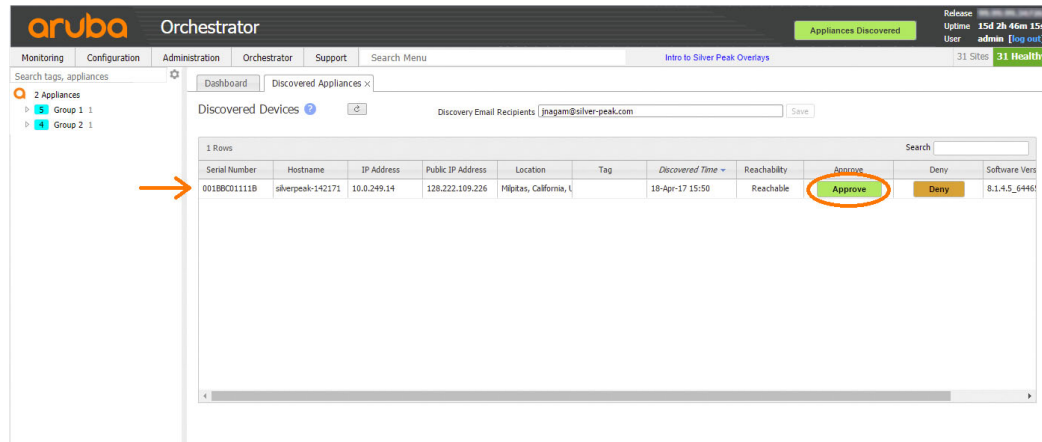 aruba Orchestrator
Appliances Discovered
Release
Uptime 15d 2h 46m 15
User admin [log out
Monitoring Configuration Administration Orchestrator Support Search Menu Intro to Silver Peak Overlays 31 Sites 31 Health
Search tags, appliances
2 Appliances
5 Group 1 1
4 Group 2 1
Dashboard Discovered Appliances ×
Discovered Devices ? Discovery Email Recipients jnagam@silver-peak.com Save
1 Rows Search
Serial Number Hostname IP Address Public IP Address Location Tag Discovered Time Reachability Approve Deny Software Vers
001BBC01111B silverpeak-142171 10.0.249.14 128.222.109.226 Milpitas, California, U 18-Apr-17 15:50 Reachable Approve Deny 8.1.4.5_6446